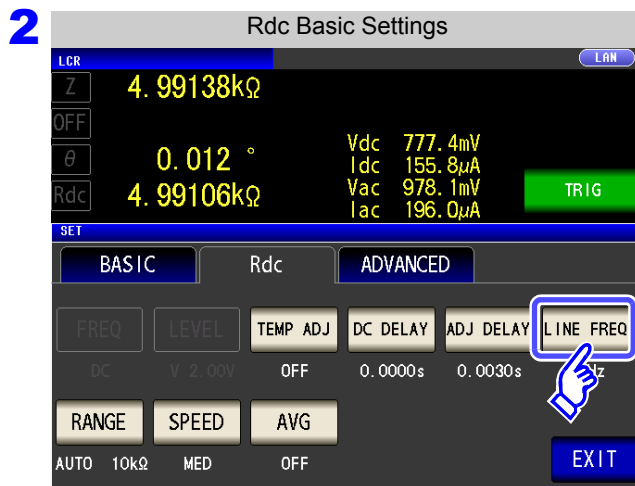 2
Rdc Basic Settings
LCR
LAN
Z 4.99138kΩ
OFF
θ 0.012 °
Rdc 4.99106kΩ
Vdc 777.4mV
Idc 155.8μA
Vac 978.1mV
Iac 196.0μA
TRIG
SET
BASIC Rdc ADVANCED
FREQ LEVEL TEMP ADJ DC DELAY ADJ DELAY LINE FREQ
DC V 2.00V OFF 0.0000s 0.0030s
RANGE SPEED AVG
AUTO 10kΩ MED OFF
EXIT